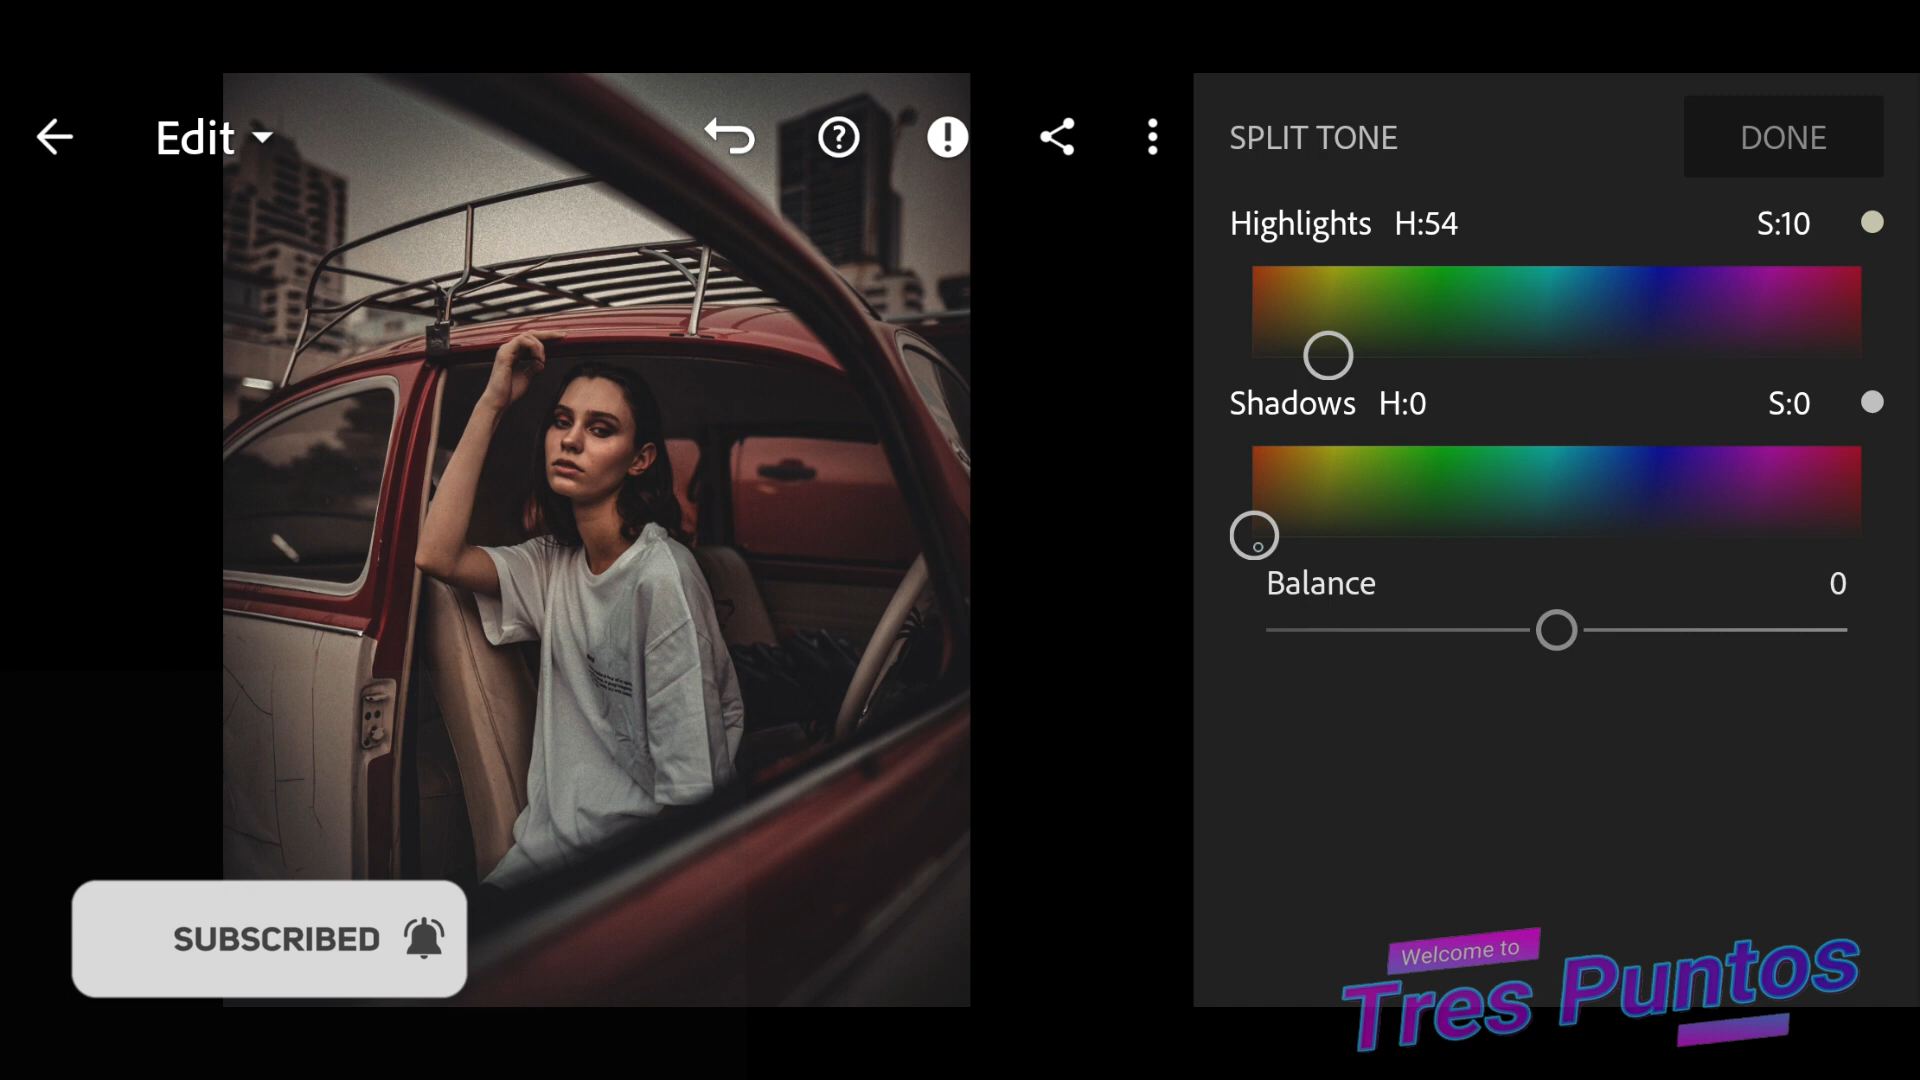 Edit
SPLIT TONE
DONE
Highlights H:54 S:10
Shadows H:0 S:0
Balance 0
SUBSCRIBED
Welcome to
Tres Puntos